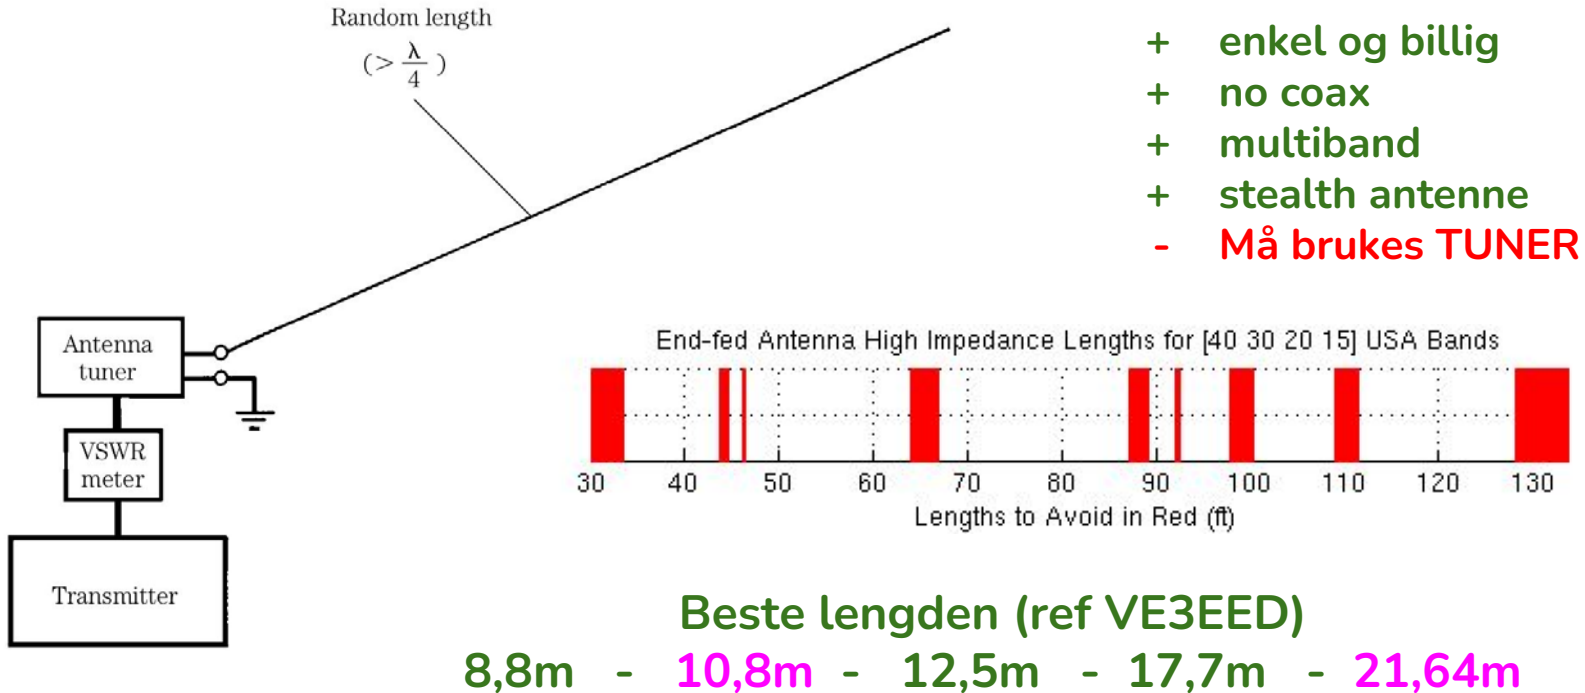 Random length
(> λ/4 )
+ enkel og billig
+ no coax
+ multiband
+ stealth antenne
- Må brukes TUNER
Antenna
tuner
VSWR
meter
Transmitter
End-fed Antenna High Impedance Lengths for [40 30 20 15] USA Bands
30 40 50 60 70 80 90 100 110 120 130
Lengths to Avoid in Red (ft)
Beste lengden (ref VE3EED)
8,8m - 10,8m - 12,5m - 17,7m - 21,64m